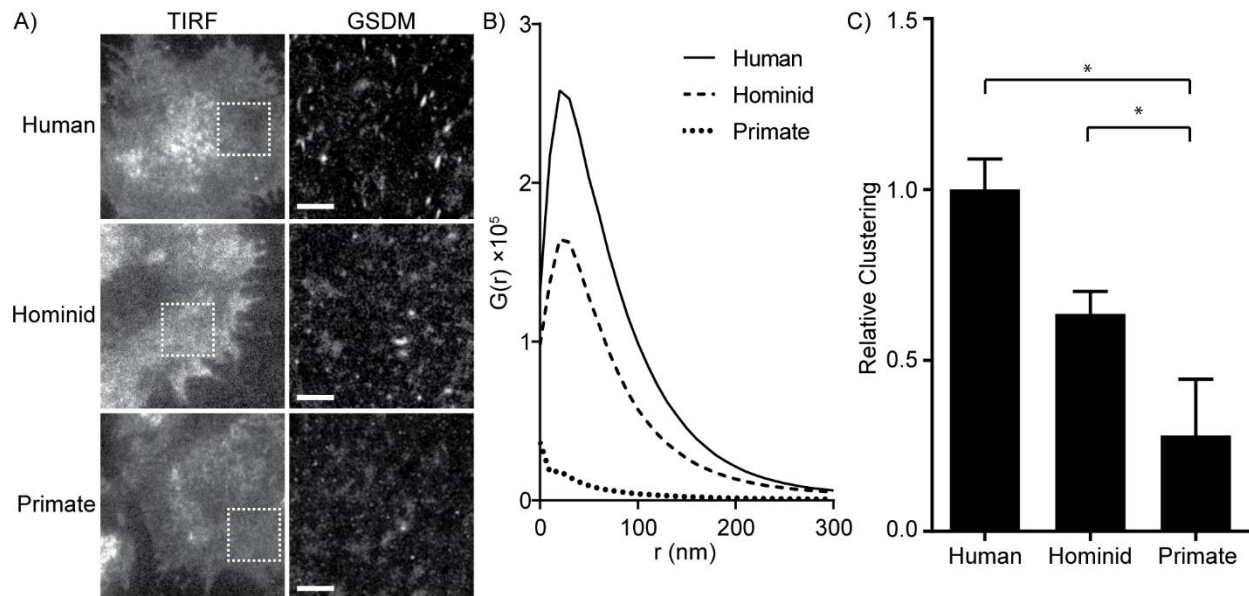 A)
TIRF
GSDM
Human
Hominid
Primate
B)
3
2
1
0
G(r) ×10⁵
Human
Hominid
Primate
0
100
200
300
r (nm)
C)
1.5
1.0
0.5
0.0
Relative Clustering
*
*
Human
Hominid
Primate